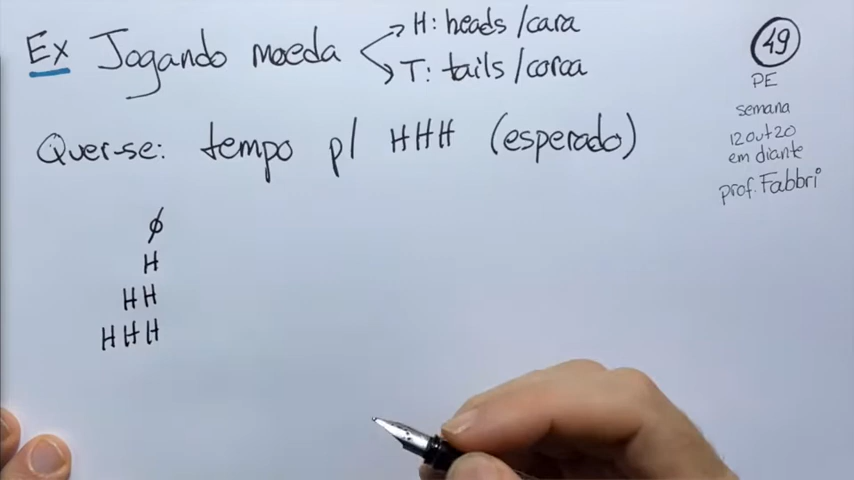 Ex Jogando moeda
H: heads/cara
T: tails/coroa
Quer-se: tempo p/ HHH (esperado)
ø
H
HH
HHH
49
PE
semana
12out20
em diante
prof. Fabbri